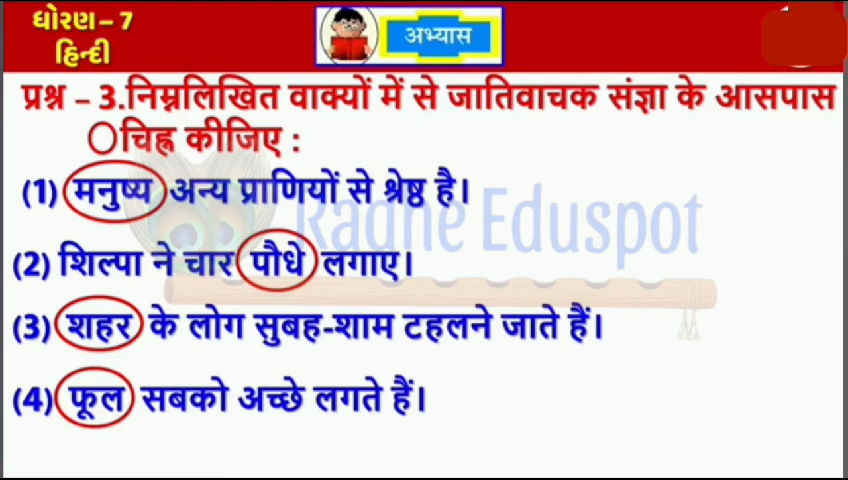 ધોરણ – 7
હિન્દી
अभ्यास
प्रश्न – 3.निम्नलिखित वाक्यों में से जातिवाचक संज्ञा के आसपास
○चिह्न कीजिए :
(1) मनुष्य अन्य प्राणियों से श्रेष्ठ है।
(2) शिल्पा ने चार पौधे लगाए।
(3) शहर के लोग सुबह-शाम टहलने जाते हैं।
(4) फूल सबको अच्छे लगते हैं।
Radhe Eduspot